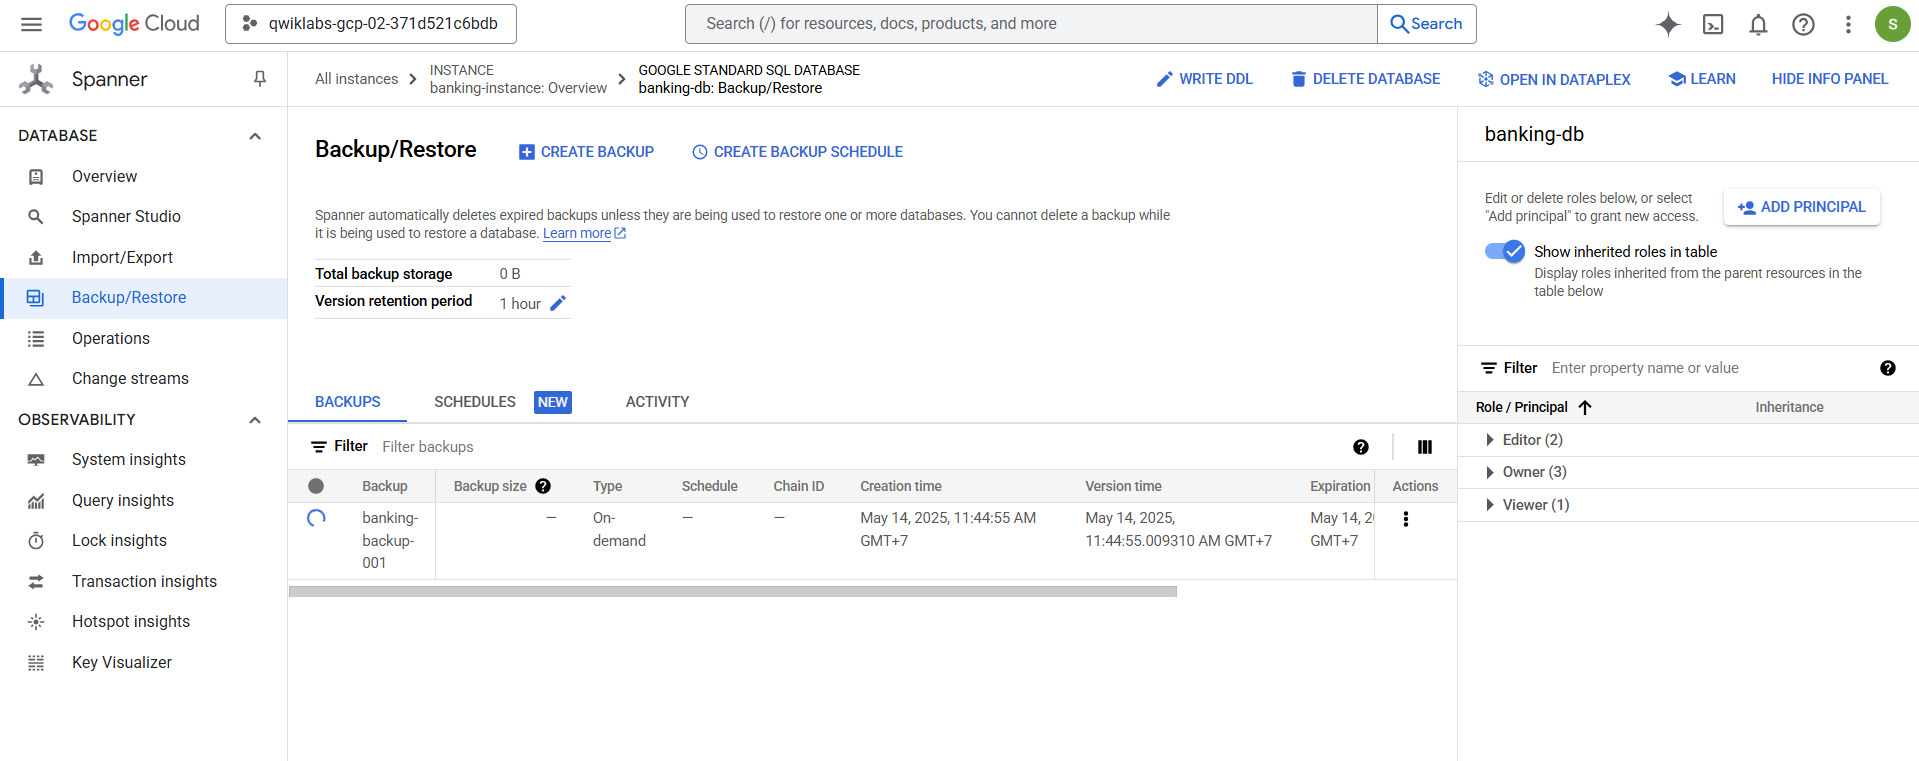 Google Cloud
qwiklabs-gcp-02-371d521c6bdb
Search (/) for resources, docs, products, and more
Search
S
Spanner
All instances
INSTANCE
banking-instance: Overview
GOOGLE STANDARD SQL DATABASE
banking-db: Backup/Restore
WRITE DDL
DELETE DATABASE
OPEN IN DATAPLEX
LEARN
HIDE INFO PANEL
DATABASE
Overview
Spanner Studio
Import/Export
Backup/Restore
Operations
Change streams
OBSERVABILITY
System insights
Query insights
Lock insights
Transaction insights
Hotspot insights
Key Visualizer
Backup/Restore
CREATE BACKUP
CREATE BACKUP SCHEDULE
Spanner automatically deletes expired backups unless they are being used to restore one or more databases. You cannot delete a backup while
it is being used to restore a database. Learn more
Total backup storage 0 B
Version retention period 1 hour
BACKUPS
SCHEDULES NEW
ACTIVITY
Filter Filter backups
Backup Backup size Type Schedule Chain ID Creation time Version time Expiration Actions
banking- — On- — — May 14, 2025, 11:44:55 AM May 14, 2025, May 14, 2
backup- demand GMT+7 11:44:55.009310 AM GMT+7 GMT+7
001
banking-db
Edit or delete roles below, or select
"Add principal" to grant new access.
ADD PRINCIPAL
Show inherited roles in table
Display roles inherited from the parent resources in the
table below
Filter Enter property name or value
Role / Principal Inheritance
Editor (2)
Owner (3)
Viewer (1)